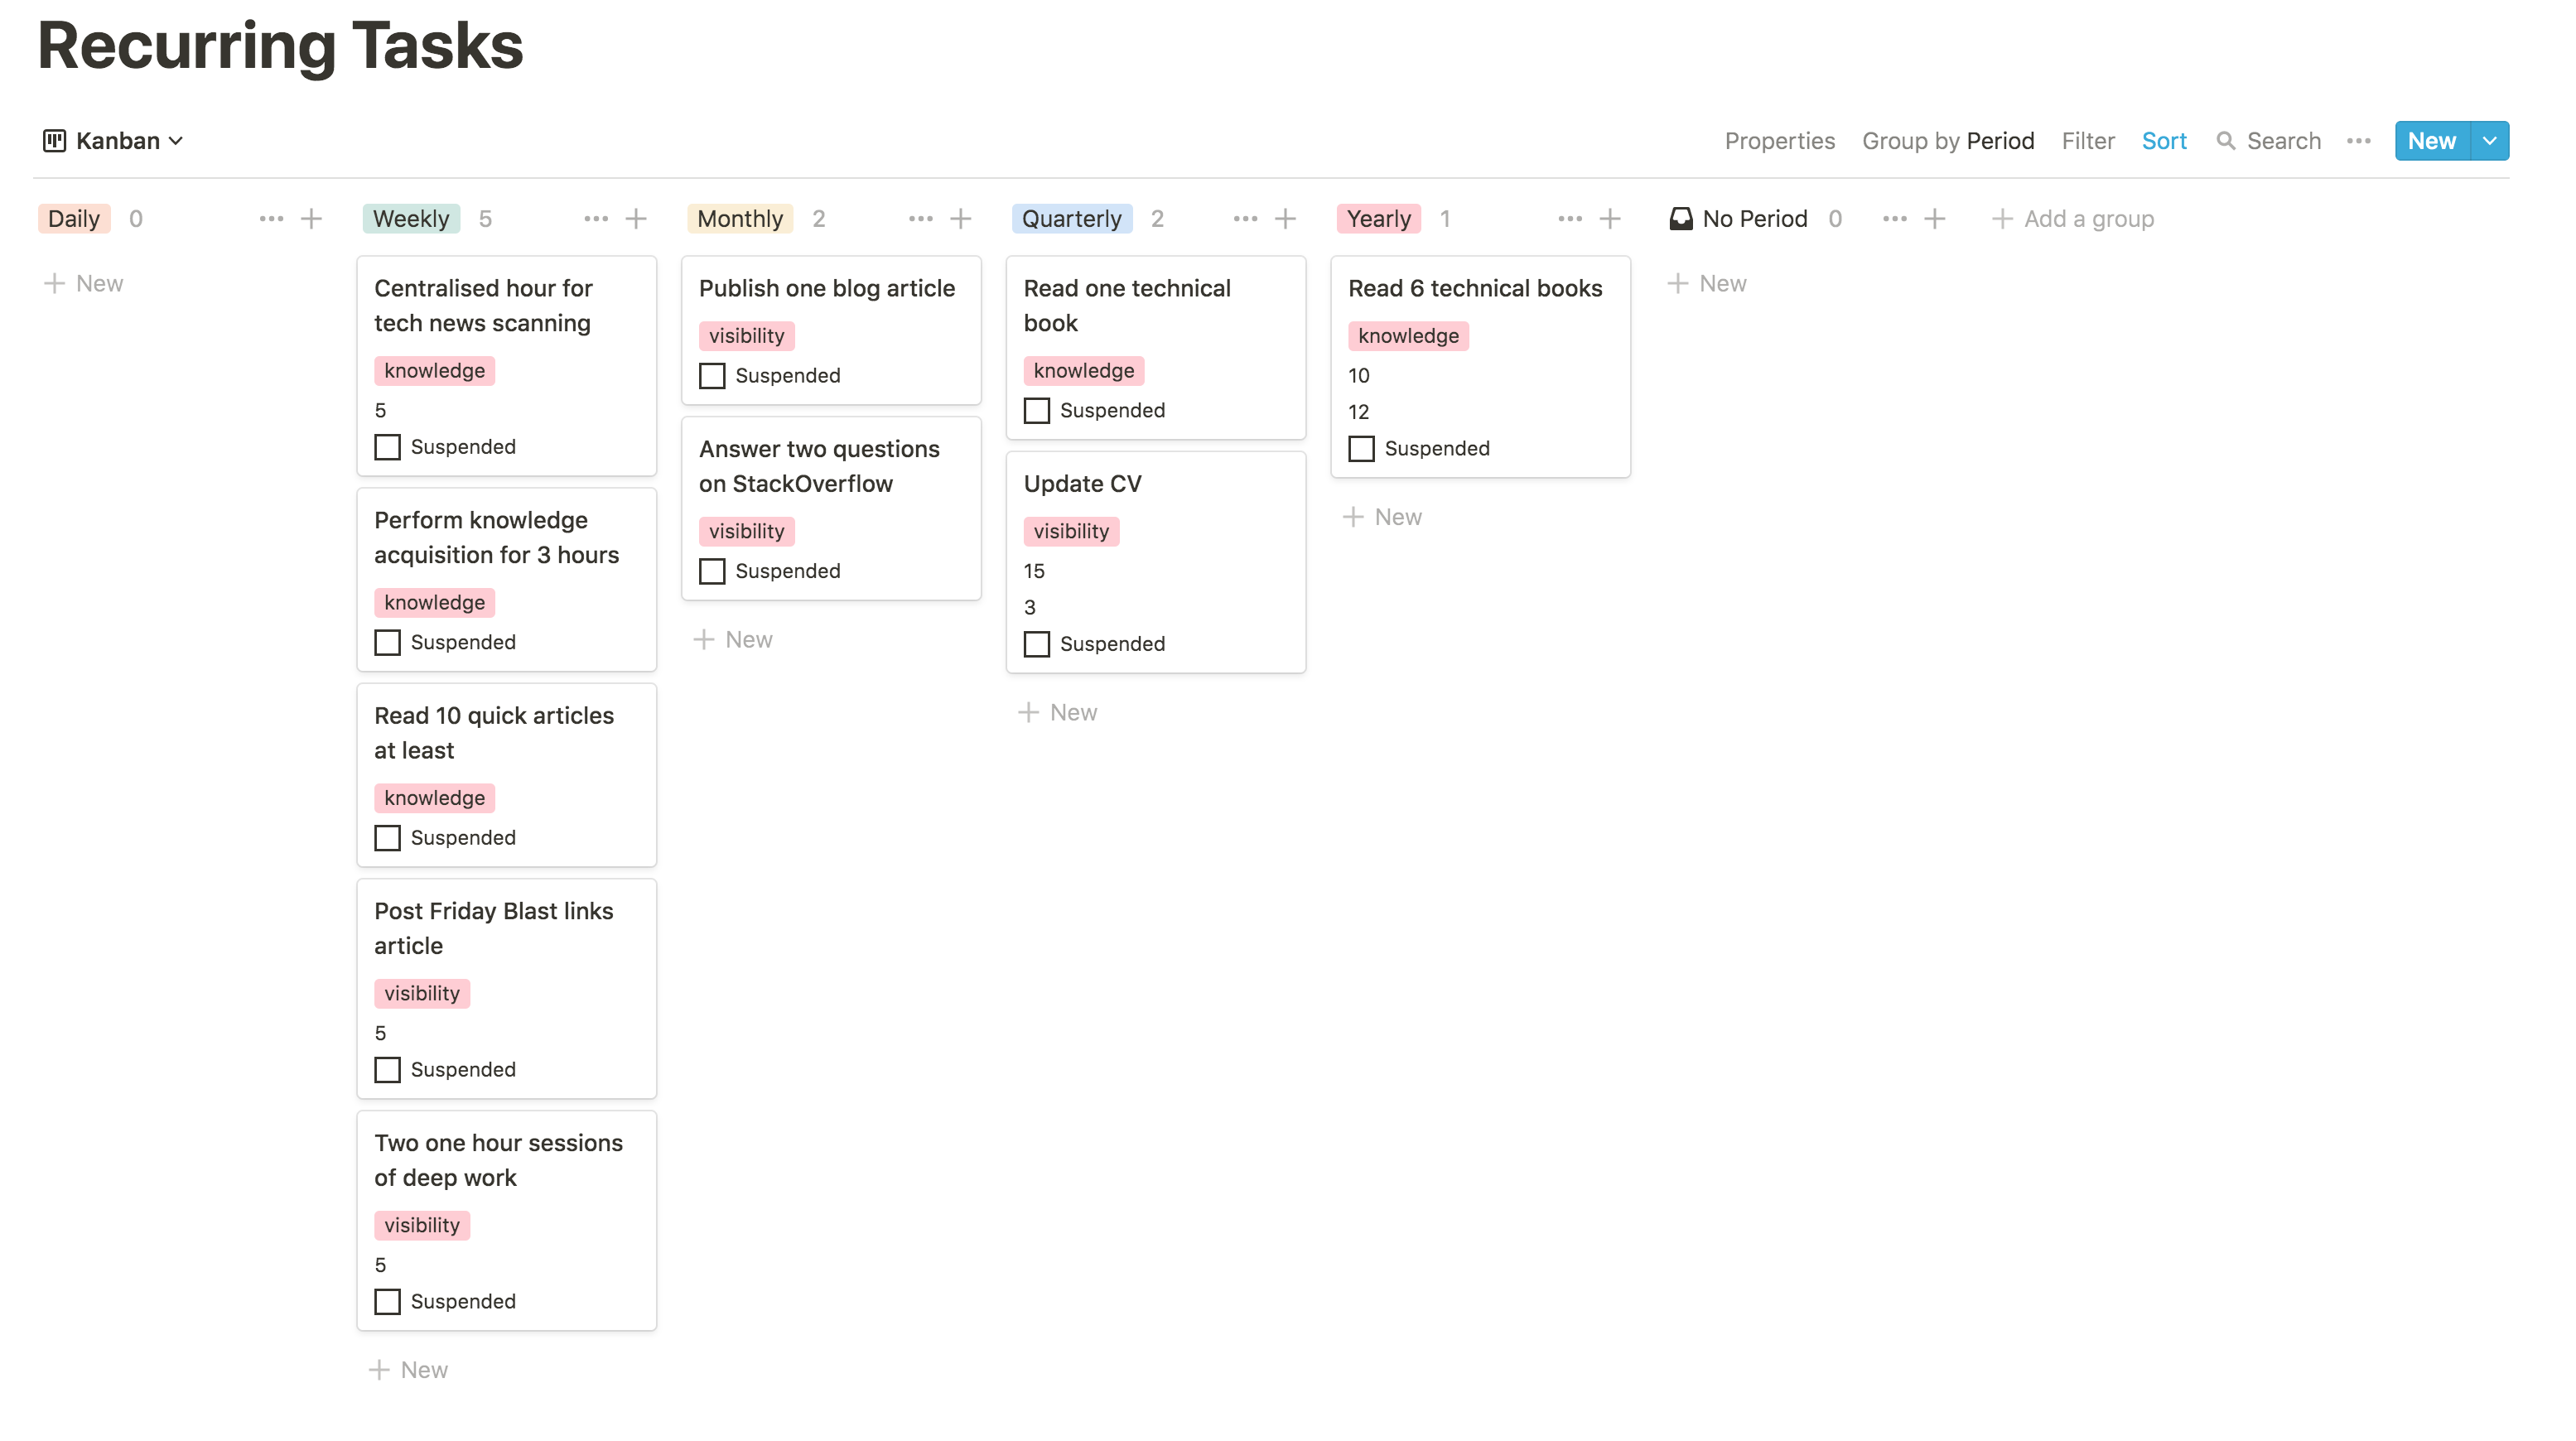 Recurring Tasks
Kanban
Properties Group by Period Filter Sort Search ••• New
Daily 0 ••• +
+ New
Weekly 5 ••• +
Centralised hour for
tech news scanning
knowledge
5
Suspended
Perform knowledge
acquisition for 3 hours
knowledge
Suspended
Read 10 quick articles
at least
knowledge
Suspended
Post Friday Blast links
article
visibility
5
Suspended
Two one hour sessions
of deep work
visibility
5
Suspended
+ New
Monthly 2 ••• +
Publish one blog article
visibility
Suspended
Answer two questions
on StackOverflow
visibility
Suspended
+ New
Quarterly 2 ••• +
Read one technical
book
knowledge
Suspended
Update CV
visibility
15
3
Suspended
+ New
Yearly 1 ••• +
Read 6 technical books
knowledge
10
12
Suspended
+ New
No Period 0 ••• +
+ New
+ Add a group